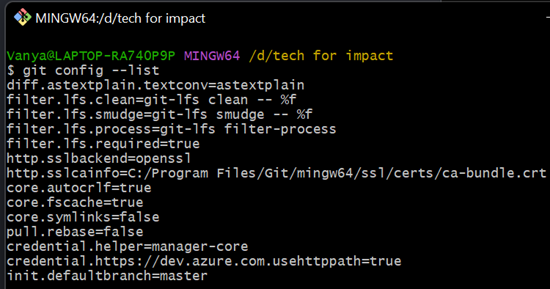 MINGW64:/d/tech for impact
Vanya@LAPTOP-RA74OP9P MINGW64 /d/tech for impact
$ git config --list
diff.astextplain.textconv=astextplain
filter.lfs.clean=git-lfs clean -- %f
filter.lfs.smudge=git-lfs smudge -- %f
filter.lfs.process=git-lfs filter-process
filter.lfs.required=true
http.sslbackend=openssl
http.sslcainfo=C:/Program Files/Git/mingw64/ssl/certs/ca-bundle.crt
core.autocrlf=true
core.fscache=true
core.symlinks=false
pull.rebase=false
credential.helper=manager-core
credential.https://dev.azure.com.usehttppath=true
init.defaultbranch=master